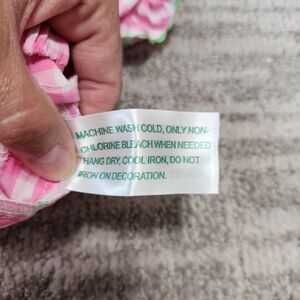 MACHINE WASH COLD, ONLY NON-
CHLORINE BLEACH WHEN NEEDED
HANG DRY, COOL IRON, DO NOT
IRON ON DECORATION.